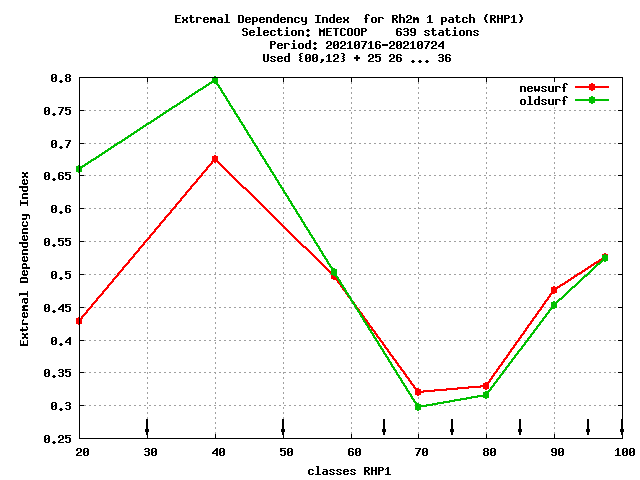 Extremal Dependency Index  for Rh2m 1 patch (RHP1)
Selection: METCOOP    639 stations
Period: 20210716-20210724
Used {00,12} + 25 26 ... 36
newsurf
oldsurf
0.8
0.75
0.7
0.65
0.6
0.55
0.5
0.45
0.4
0.35
0.3
0.25
Extremal Dependency Index
20 30 40 50 60 70 80 90 100
classes RHP1